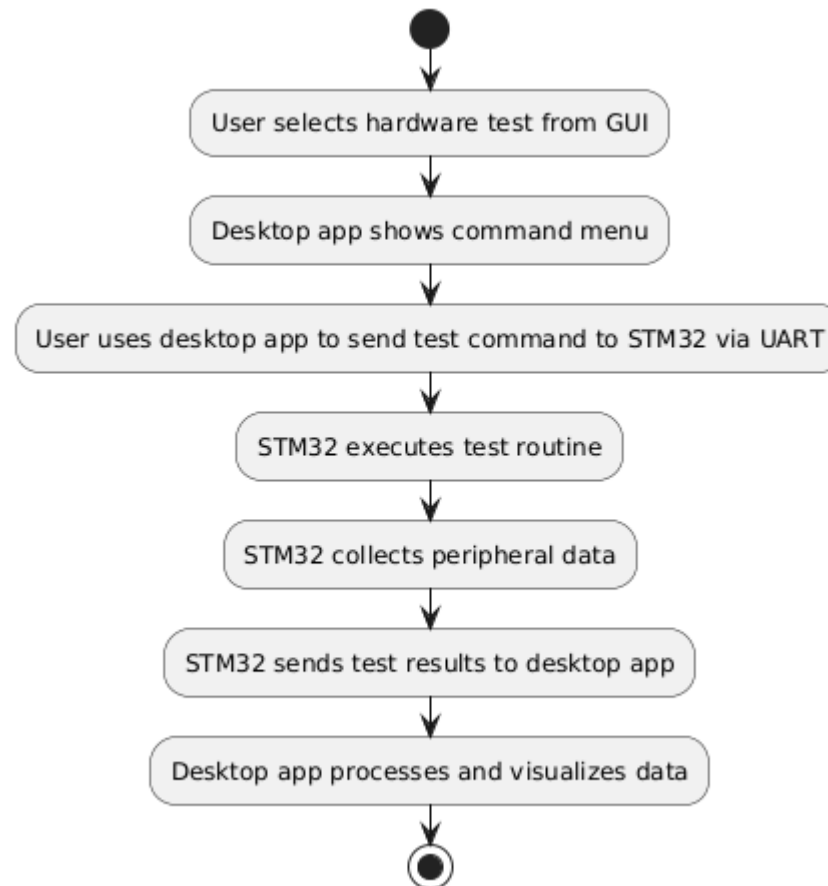 User selects hardware test from GUI
Desktop app shows command menu
User uses desktop app to send test command to STM32 via UART
STM32 executes test routine
STM32 collects peripheral data
STM32 sends test results to desktop app
Desktop app processes and visualizes data